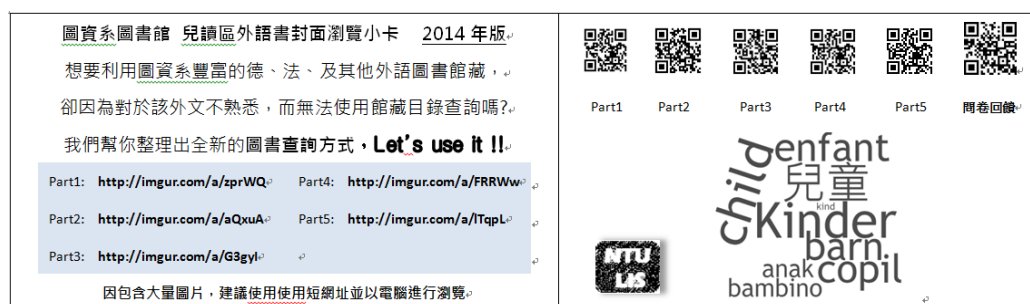 圖資系圖書館 兒讀區外語書封面瀏覽小卡 2014 年版
想要利用圖資系豐富的德、法、及其他外語圖書館藏，
卻因為對於該外文不熟悉，而無法使用館藏目錄查詢嗎?
我們幫你整理出全新的圖書查詢方式，Let's use it !!
Part1: http://imgur.com/a/zprWQ Part4: http://imgur.com/a/FRRWw
Part2: http://imgur.com/a/aQxuA Part5: http://imgur.com/a/lTqpL
Part3: http://imgur.com/a/G3gyl
因包含大量圖片，建議使用使用短網址並以電腦進行瀏覽
Part1 Part2 Part3 Part4 Part5 問卷回饋
child
enfant
兒童
kind
Kinder
barn
anak
copil
bambino
NTU
LIS